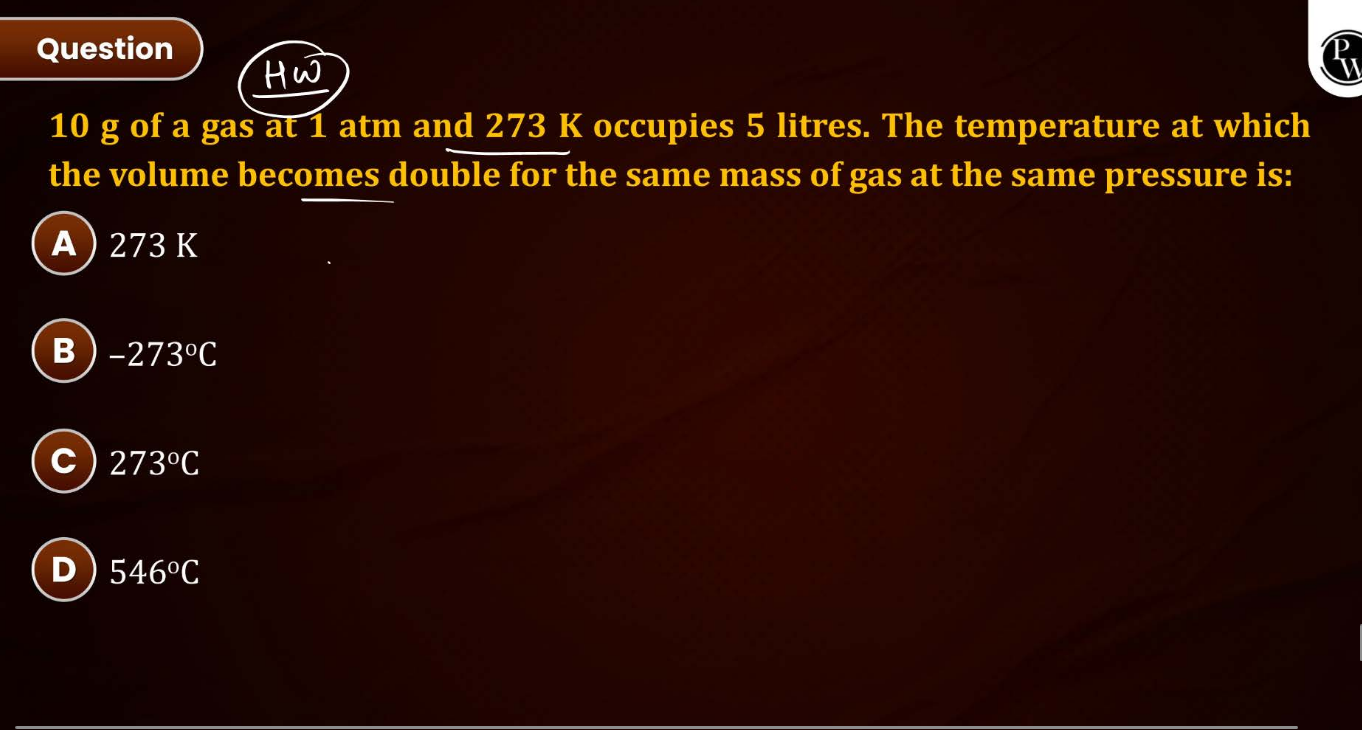 Question
HW
PW
10 g of a gas at 1 atm and 273 K occupies 5 litres. The temperature at which
the volume becomes double for the same mass of gas at the same pressure is:
A 273 K
B –273°C
C 273°C
D 546°C